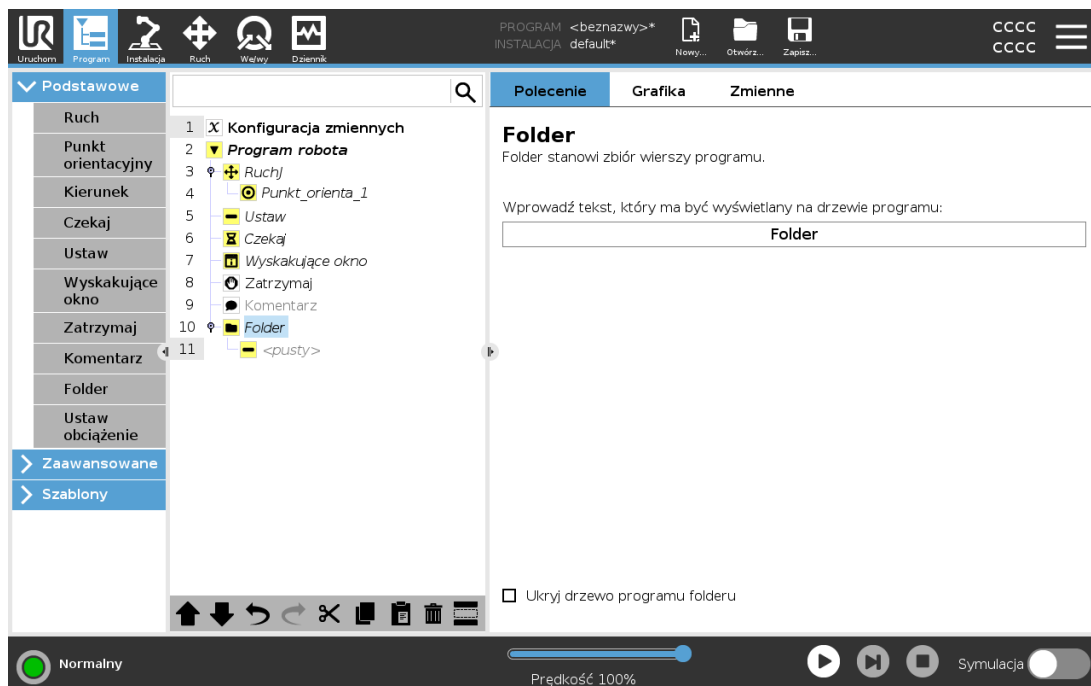 PROGRAM <beznazwy>*
INSTALACJA default*
CCCC
CCCC
UR
Uruchom
Program
Instalacja
Ruch
We/wy
Dziennik
Nowy...
Otwórz...
Zapisz...
Podstawowe
Ruch
Punkt
orientacyjny
Kierunek
Czekaj
Ustaw
Wyskakujące
okno
Zatrzymaj
Komentarz
Folder
Ustaw
obciążenie
Zaawansowane
Szablony
1 X Konfiguracja zmiennych
2 Program robota
3 RuchJ
4 Punkt_orienta_1
5 Ustaw
6 Czekaj
7 Wyskakujące okno
8 Zatrzymaj
9 Komentarz
10 Folder
11 <pusty>
Polecenie Grafika Zmienne
Folder
Folder stanowi zbiór wierszy programu.
Wprowadź tekst, który ma być wyświetlany na drzewie programu:
Folder
Ukryj drzewo programu folderu
Normalny
Prędkość 100%
Symulacja